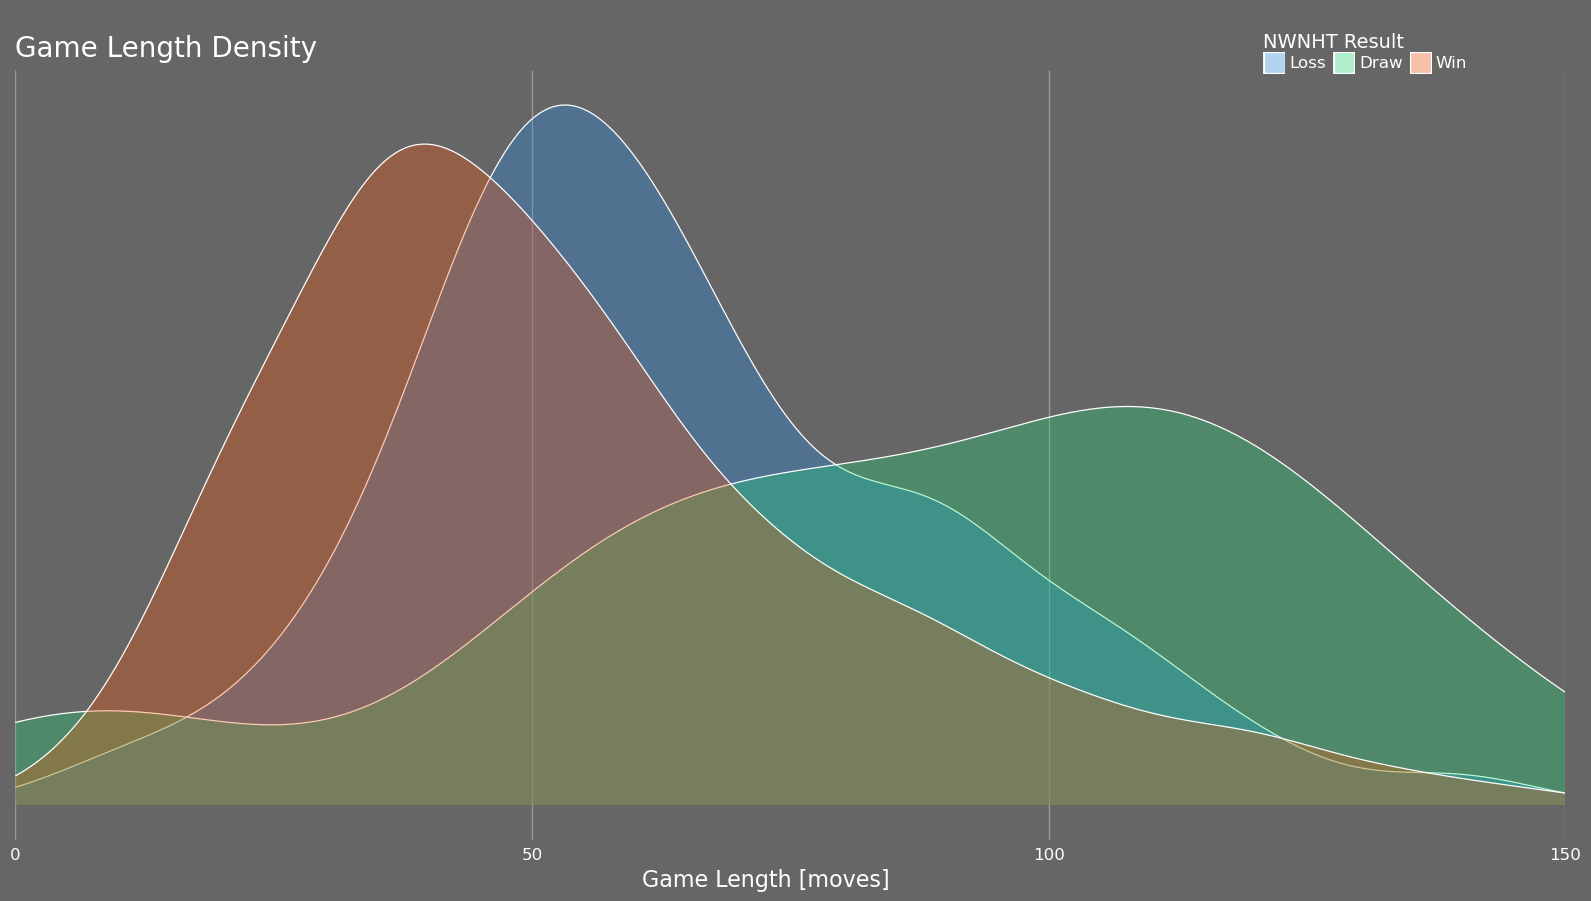 Game Length Density
NWNHT Result
Loss Draw Win
0 50 100 150
Game Length [moves]